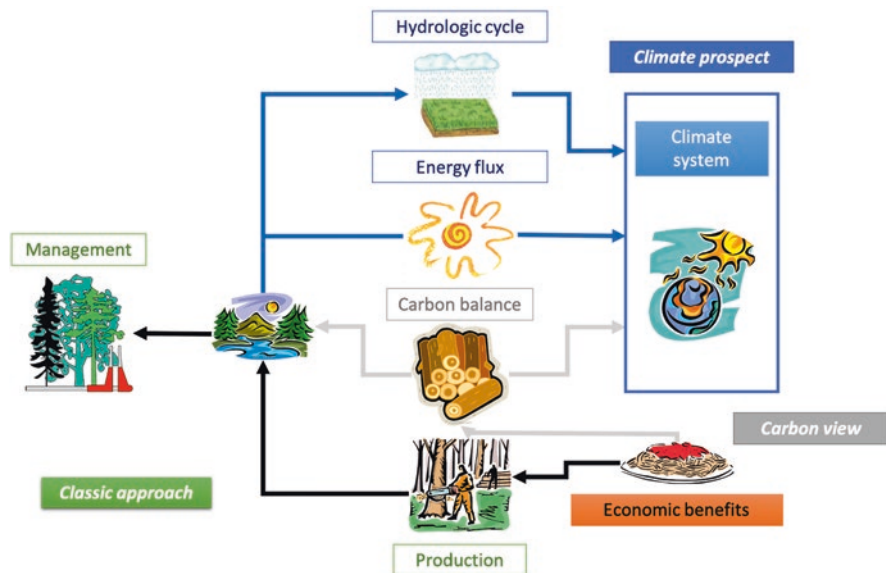 Hydrologic cycle
Climate prospect
Climate
system
Energy flux
Management
Carbon balance
Carbon view
Classic approach
Economic benefits
Production